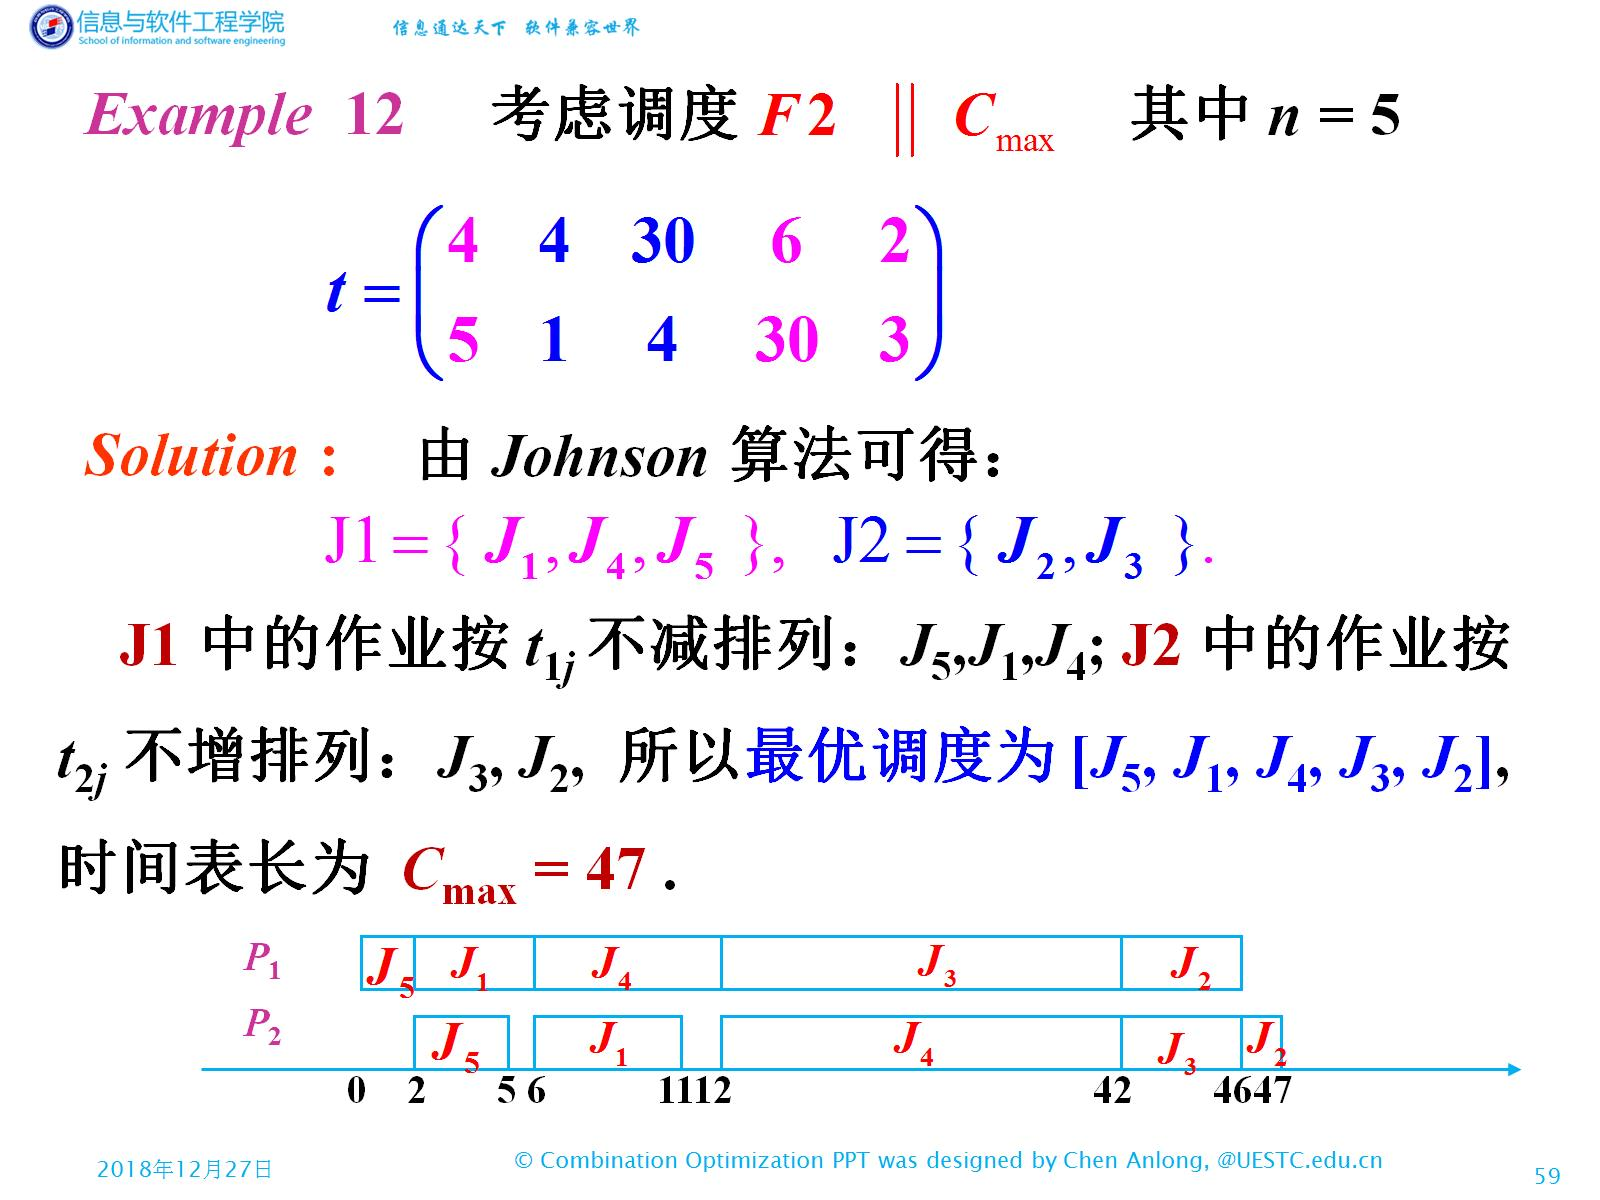 信息与软件工程学院 信息通达天下 软件兼容世界
School of information and software engineering
Example 12 考虑调度 F2 || Cmax 其中 n = 5
4 4 30 6 2
t =
5 1 4 30 3
Solution : 由 Johnson 算法可得：
J1 = { J1, J4, J5 }, J2 = { J2, J3 }.
J1 中的作业按 t1j 不减排列：J5,J1,J4; J2 中的作业按
t2j 不增排列：J3, J2, 所以最优调度为 [J5, J1, J4, J3, J2],
时间表长为 Cmax = 47 .
P1 J5 J1 J4 J3 J2
P2 J5 J1 J4 J3 J2
0 2 5 6 11 12 42 46 47
2018年12月27日 © Combination Optimization PPT was designed by Chen Anlong, @UESTC.edu.cn 59